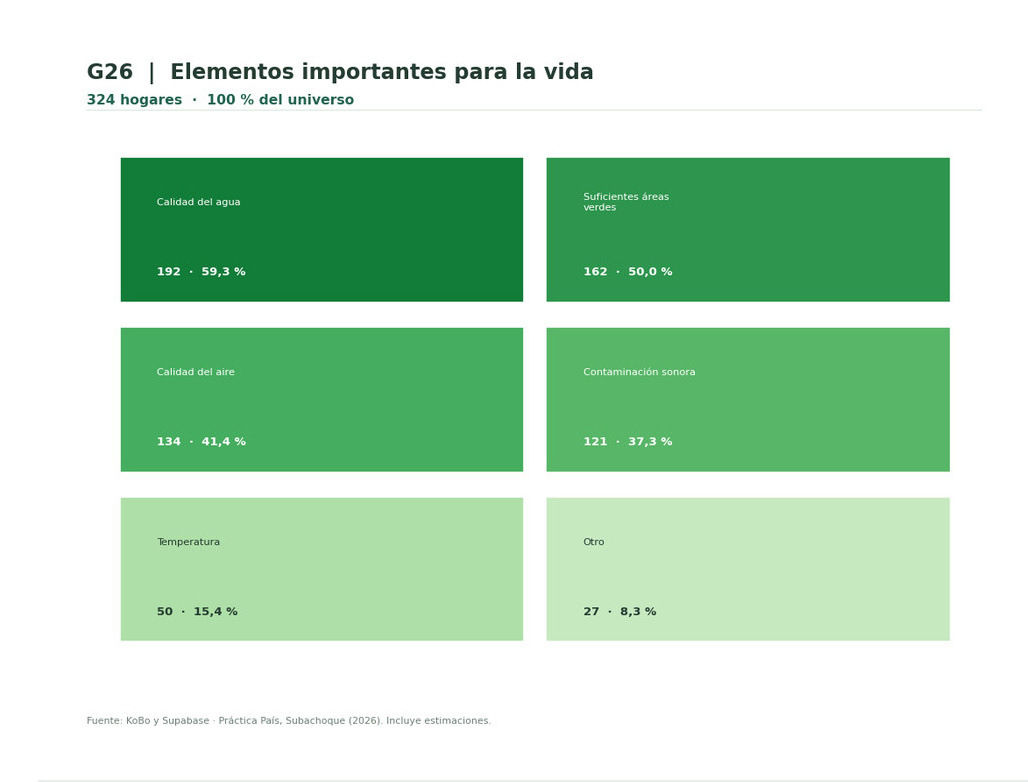 G26 | Elementos importantes para la vida
324 hogares · 100 % del universo
Calidad del agua
192 · 59,3 %
Suficientes áreas
verdes
162 · 50,0 %
Calidad del aire
134 · 41,4 %
Contaminación sonora
121 · 37,3 %
Temperatura
50 · 15,4 %
Otro
27 · 8,3 %
Fuente: KoBo y Supabase · Práctica País, Subachoque (2026). Incluye estimaciones.